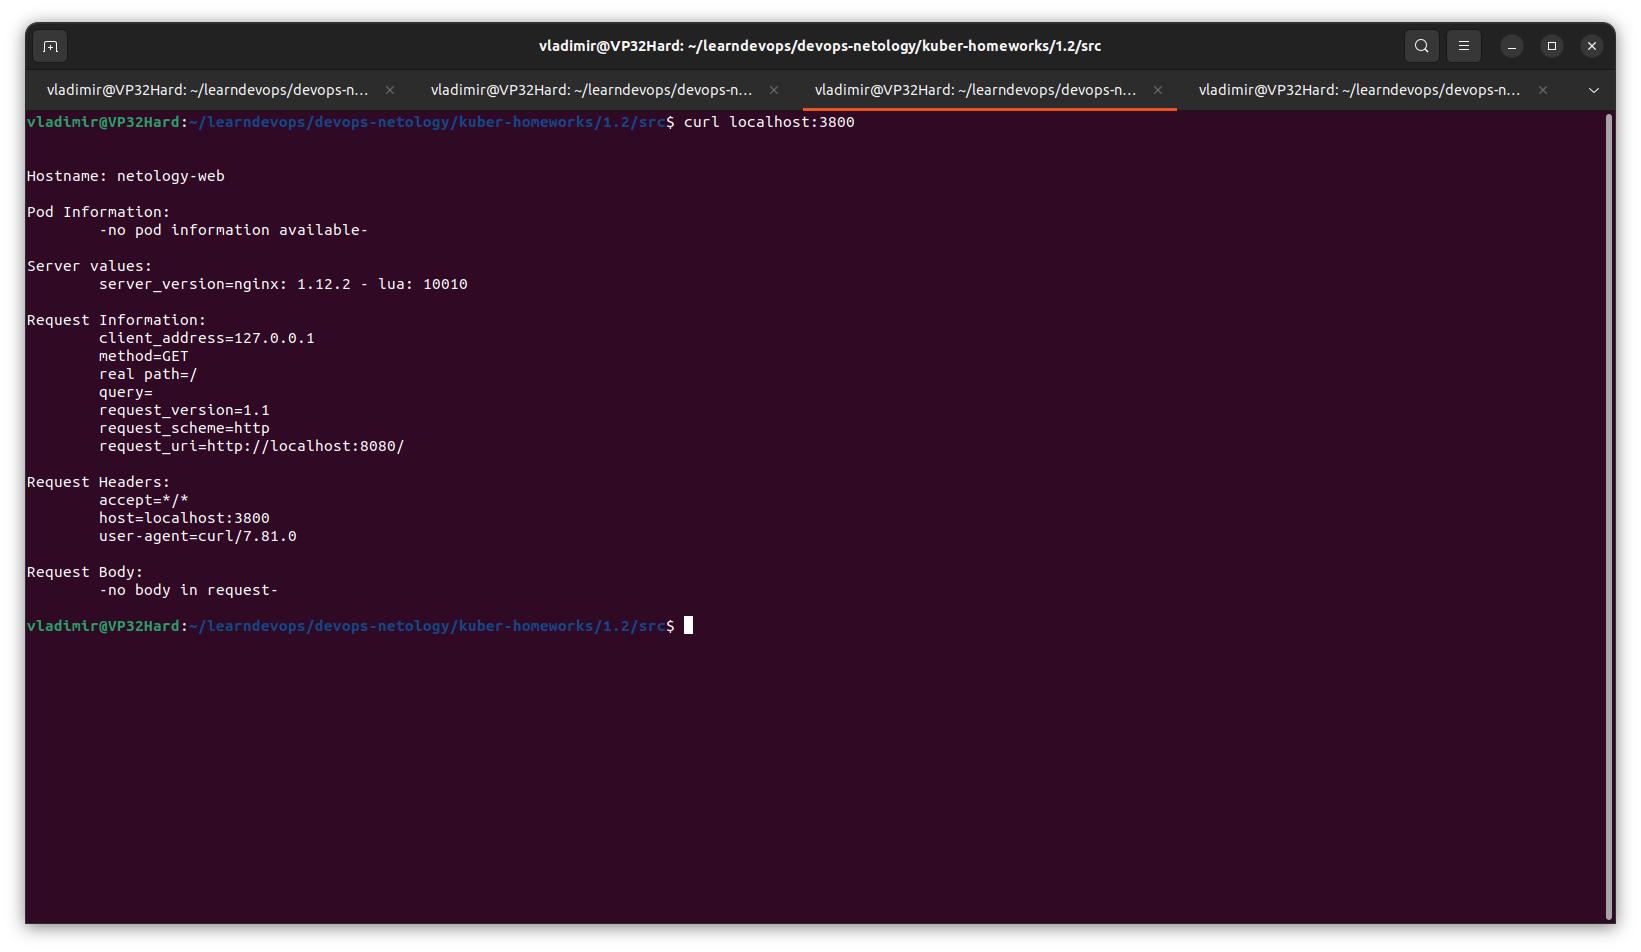 vladimir@VP32Hard: ~/learndevops/devops-netology/kuber-homeworks/1.2/src
vladimir@VP32Hard: ~/learndevops/devops-n...
vladimir@VP32Hard: ~/learndevops/devops-n...
vladimir@VP32Hard: ~/learndevops/devops-n...
vladimir@VP32Hard: ~/learndevops/devops-n...
vladimir@VP32Hard:~/learndevops/devops-netology/kuber-homeworks/1.2/src$ curl localhost:3800
Hostname: netology-web
Pod Information:
-no pod information available-
Server values:
server_version=nginx: 1.12.2 - lua: 10010
Request Information:
client_address=127.0.0.1
method=GET
real path=/
query=
request_version=1.1
request_scheme=http
request_uri=http://localhost:8080/
Request Headers:
accept=*/*
host=localhost:3800
user-agent=curl/7.81.0
Request Body:
-no body in request-
vladimir@VP32Hard:~/learndevops/devops-netology/kuber-homeworks/1.2/src$